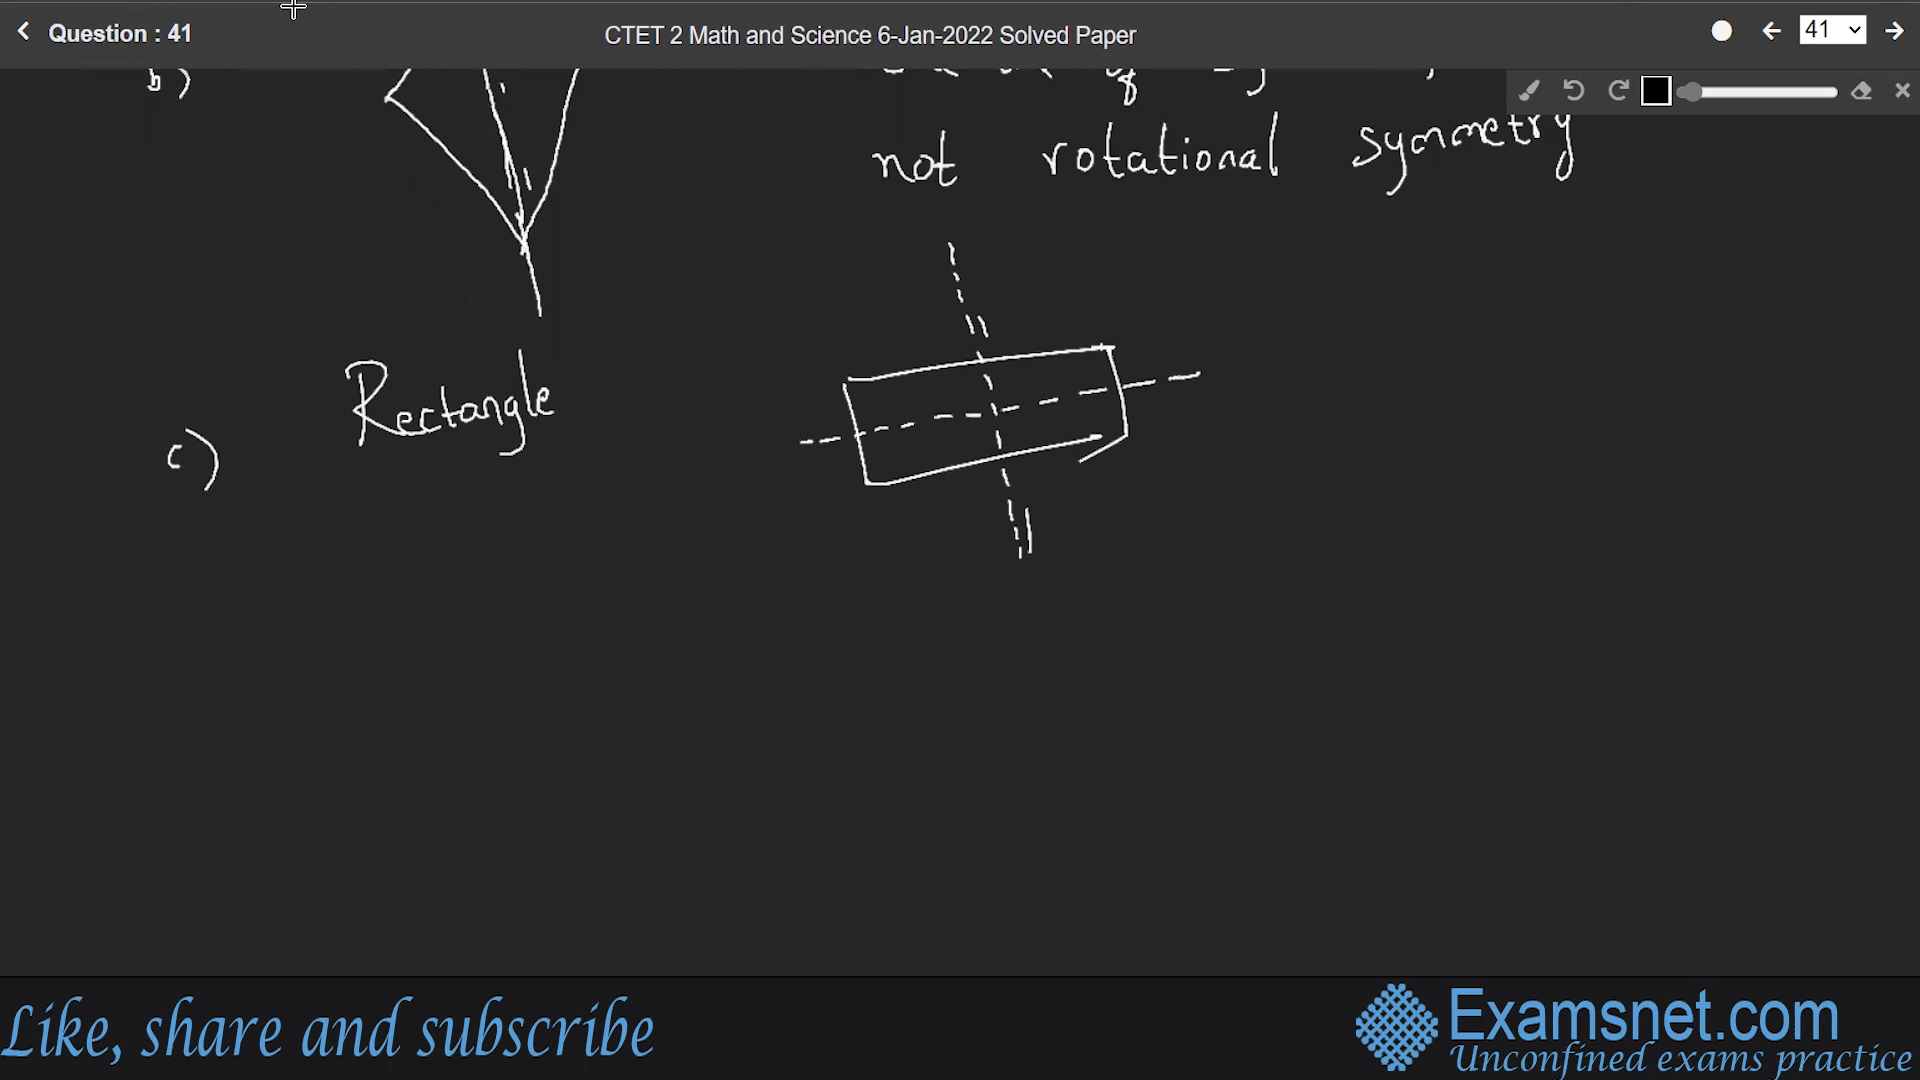 Question : 41
CTET 2 Math and Science 6-Jan-2022 Solved Paper
41
b)
not rotational symmetry
Rectangle
c)
Like, share and subscribe
Examsnet.com
Unconfined exams practice